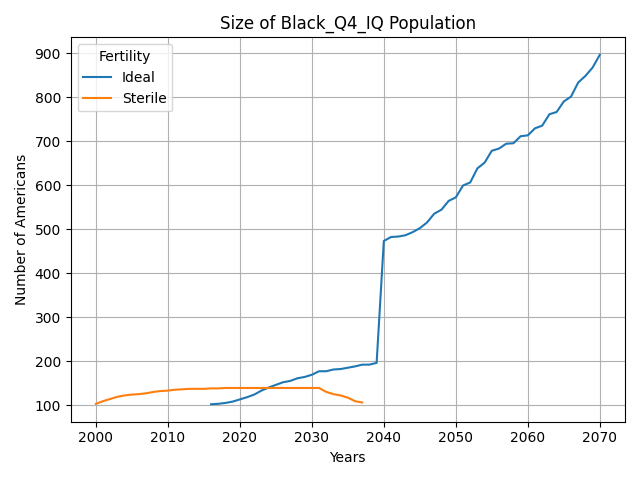 Size of Black_Q4_IQ Population
Fertility
Ideal
Sterile
Number of Americans
900
800
700
600
500
400
300
200
100
2000 2010 2020 2030 2040 2050 2060 2070
Years